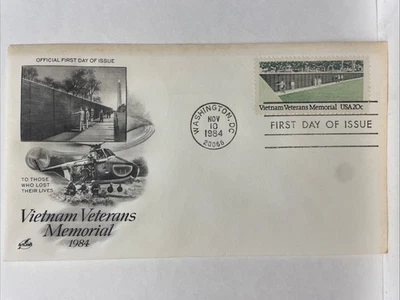 OFFICIAL FIRST DAY OF ISSUE
TO THOSE
WHO LOST
THEIR LIVES
Vietnam Veterans
Memorial
1984
WASHINGTON, DC
NOV
10
1984
20066
Vietnam Veterans Memorial USA 20c
FIRST DAY OF ISSUE